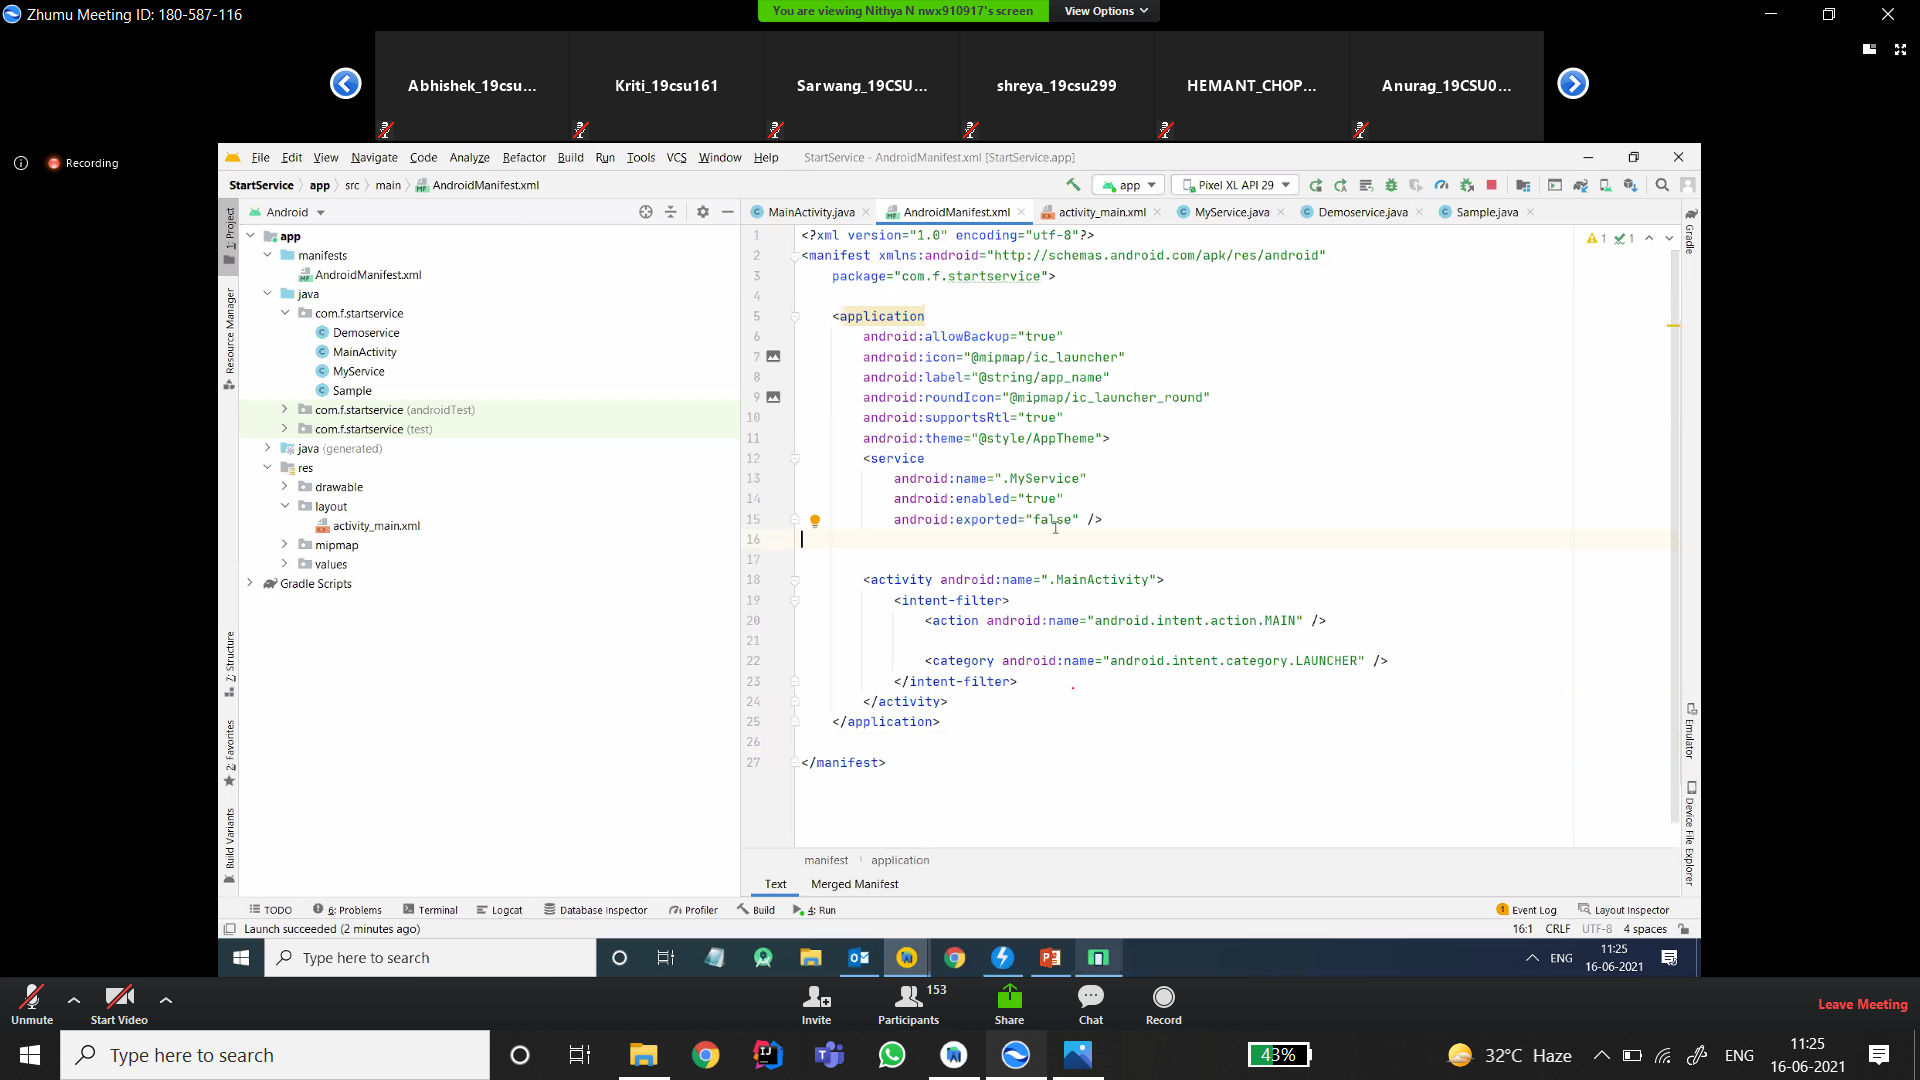 Zhumu Meeting ID: 180-587-116
You are viewing Nithya N nwx910917's screen
View Options
Abhishek_19csu...
Kriti_19csu161
Sarwang_19CSU...
shreya_19csu299
HEMANT_CHOP...
Anurag_19CSU0...
Recording
File Edit View Navigate Code Analyze Refactor Build Run Tools VCS Window Help StartService - AndroidManifest.xml [StartService.app]
StartService app src main AndroidManifest.xml
app Pixel XL API 29
Android
MainActivity.java AndroidManifest.xml activity_main.xml MyService.java Demoservice.java Sample.java
1: Project
Resource Manager
7: Structure
2: Favorites
Build Variants
app
manifests
AndroidManifest.xml
java
com.f.startservice
Demoservice
MainActivity
MyService
Sample
com.f.startservice (androidTest)
com.f.startservice (test)
java (generated)
res
drawable
layout
activity_main.xml
mipmap
values
Gradle Scripts
1 <?xml version="1.0" encoding="utf-8"?>
2 <manifest xmlns:android="http://schemas.android.com/apk/res/android"
3 package="com.f.startservice">
4
5 <application
6 android:allowBackup="true"
7 android:icon="@mipmap/ic_launcher"
8 android:label="@string/app_name"
9 android:roundIcon="@mipmap/ic_launcher_round"
10 android:supportsRtl="true"
11 android:theme="@style/AppTheme">
12 <service
13 android:name=".MyService"
14 android:enabled="true"
15 android:exported="false" />
16
17
18 <activity android:name=".MainActivity">
19 <intent-filter>
20 <action android:name="android.intent.action.MAIN" />
21
22 <category android:name="android.intent.category.LAUNCHER" />
23 </intent-filter>
24 </activity>
25 </application>
26
27 </manifest>
1 1
Gradle
Emulator
Device File Explorer
manifest application
Text Merged Manifest
TODO 6: Problems Terminal Logcat Database Inspector Profiler Build 4: Run 1 Event Log Layout Inspector
Launch succeeded (2 minutes ago) 16:1 CRLF UTF-8 4 spaces
Type here to search
ENG
11:25
16-06-2021
Unmute
Start Video
Invite
Participants
153
Share
Chat
Record
Leave Meeting
Type here to search
43%
32°C Haze
ENG
11:25
16-06-2021